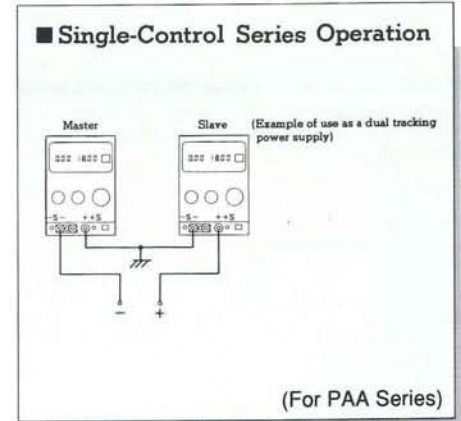 ■ Single-Control Series Operation
Master
Slave
(Example of use as a dual tracking
power supply)
-S - + +S
-S - + +S
- +
(For PAA Series)